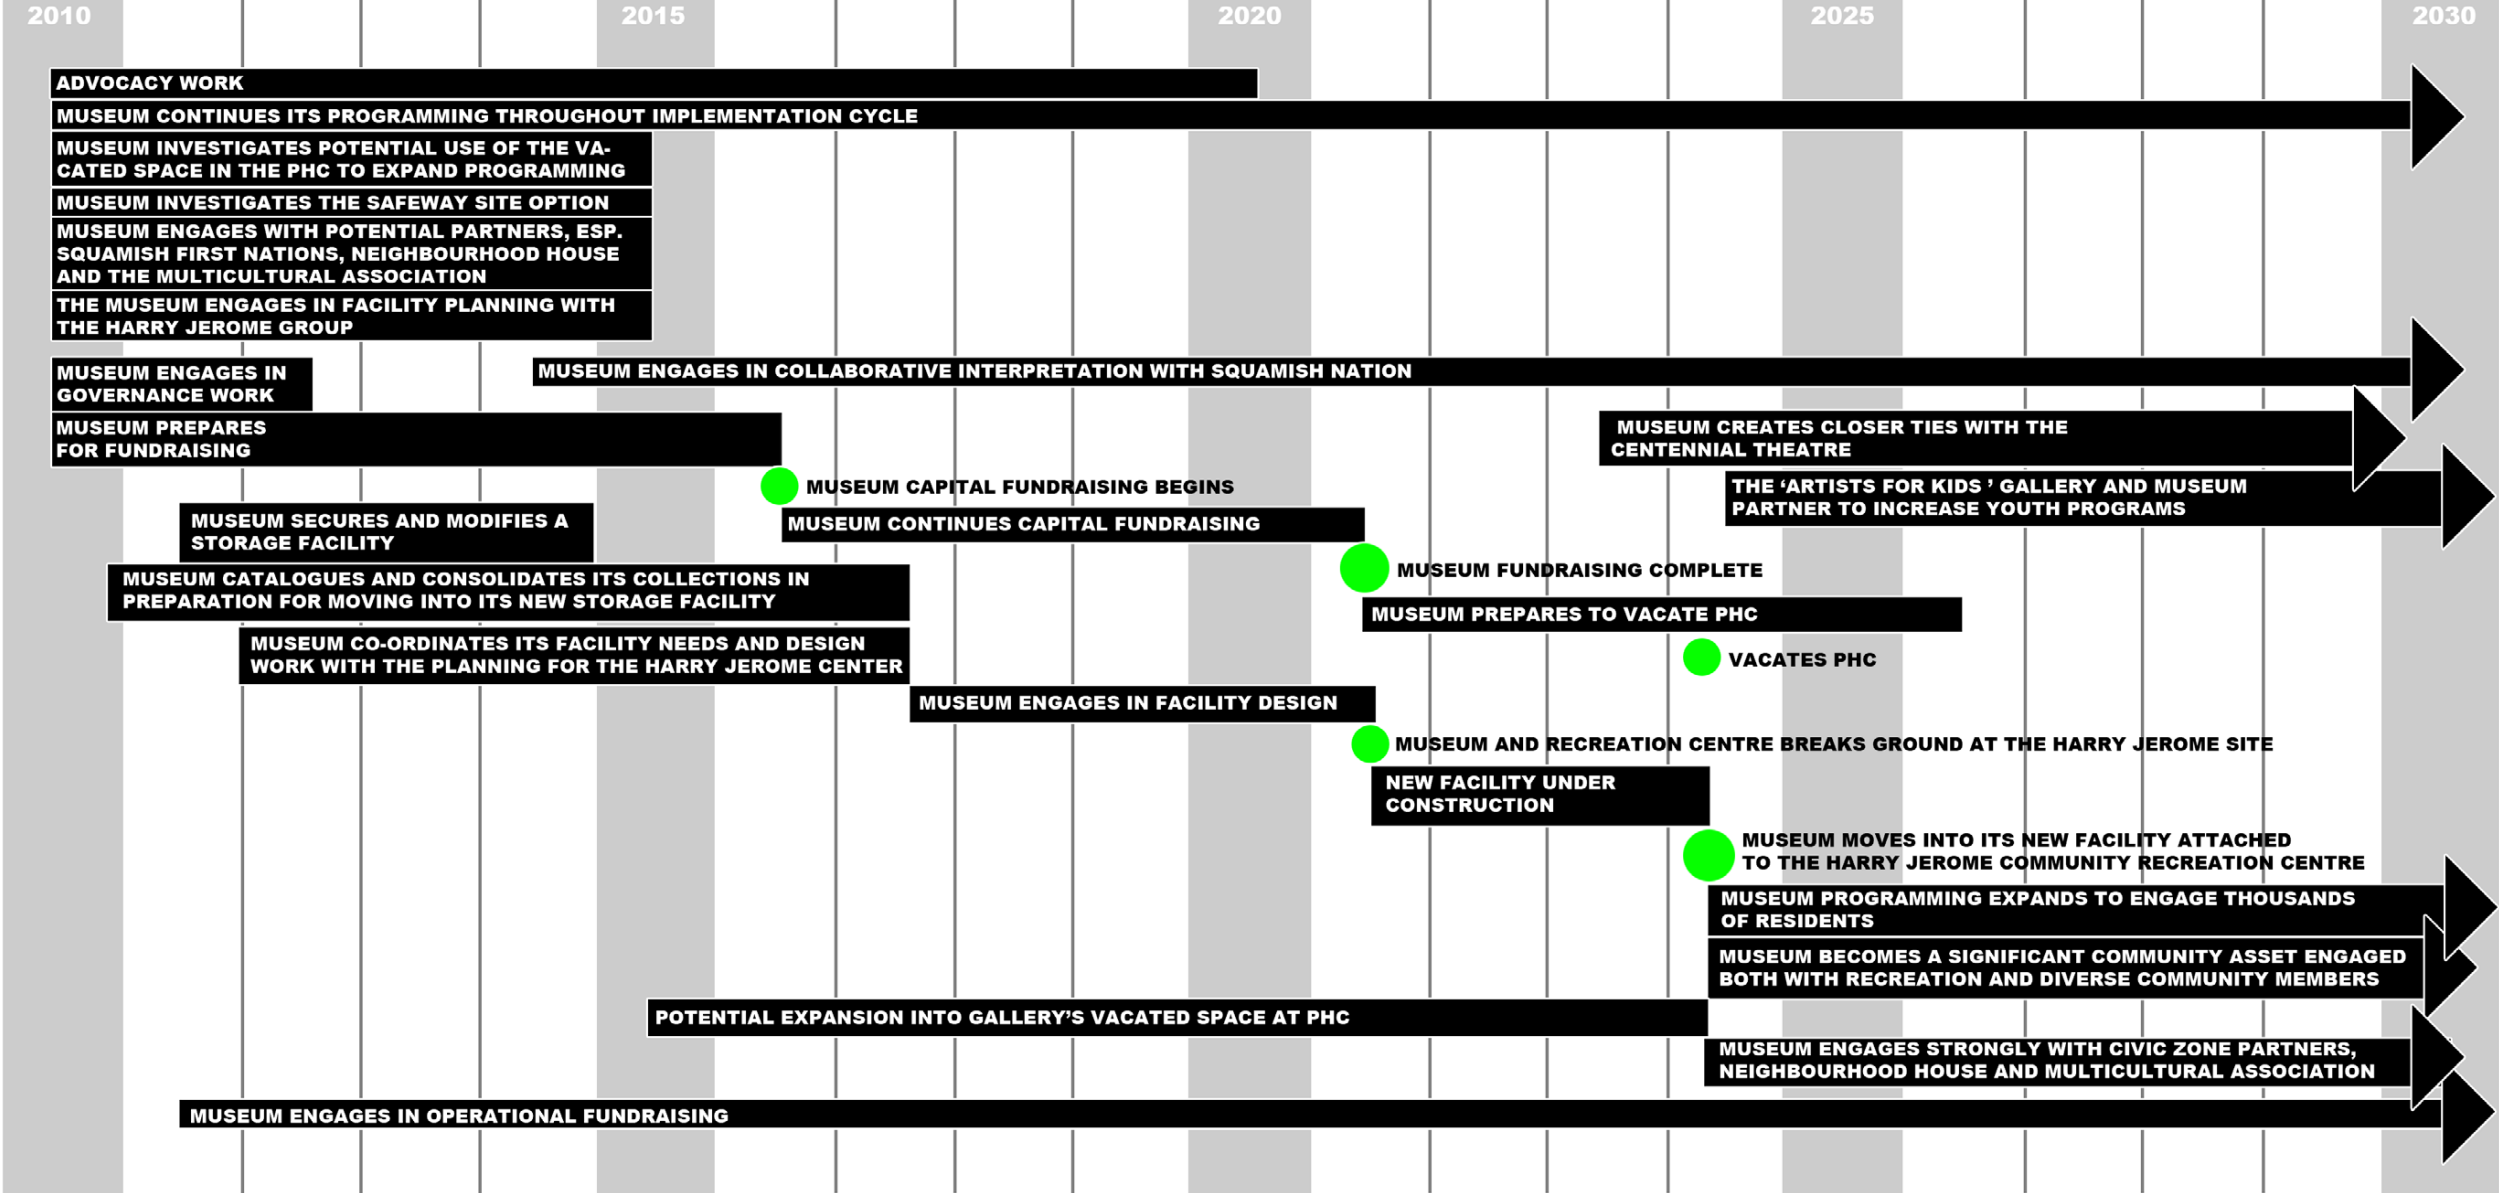 2010 2015 2020 2025 2030
ADVOCACY WORK
MUSEUM CONTINUES ITS PROGRAMMING THROUGHOUT IMPLEMENTATION CYCLE
MUSEUM INVESTIGATES POTENTIAL USE OF THE VA-
CATED SPACE IN THE PHC TO EXPAND PROGRAMMING
MUSEUM INVESTIGATES THE SAFEWAY SITE OPTION
MUSEUM ENGAGES WITH POTENTIAL PARTNERS, ESP.
SQUAMISH FIRST NATIONS, NEIGHBOURHOOD HOUSE
AND THE MULTICULTURAL ASSOCIATION
THE MUSEUM ENGAGES IN FACILITY PLANNING WITH
THE HARRY JEROME GROUP
MUSEUM ENGAGES IN
GOVERNANCE WORK
MUSEUM ENGAGES IN COLLABORATIVE INTERPRETATION WITH SQUAMISH NATION
MUSEUM PREPARES
FOR FUNDRAISING
MUSEUM CREATES CLOSER TIES WITH THE
CENTENNIAL THEATRE
MUSEUM CAPITAL FUNDRAISING BEGINS
THE ‘ARTISTS FOR KIDS ’ GALLERY AND MUSEUM
PARTNER TO INCREASE YOUTH PROGRAMS
MUSEUM SECURES AND MODIFIES A
STORAGE FACILITY
MUSEUM CONTINUES CAPITAL FUNDRAISING
MUSEUM FUNDRAISING COMPLETE
MUSEUM CATALOGUES AND CONSOLIDATES ITS COLLECTIONS IN
PREPARATION FOR MOVING INTO ITS NEW STORAGE FACILITY
MUSEUM PREPARES TO VACATE PHC
MUSEUM CO-ORDINATES ITS FACILITY NEEDS AND DESIGN
WORK WITH THE PLANNING FOR THE HARRY JEROME CENTER
VACATES PHC
MUSEUM ENGAGES IN FACILITY DESIGN
MUSEUM AND RECREATION CENTRE BREAKS GROUND AT THE HARRY JEROME SITE
NEW FACILITY UNDER
CONSTRUCTION
MUSEUM MOVES INTO ITS NEW FACILITY ATTACHED
TO THE HARRY JEROME COMMUNITY RECREATION CENTRE
MUSEUM PROGRAMMING EXPANDS TO ENGAGE THOUSANDS
OF RESIDENTS
MUSEUM BECOMES A SIGNIFICANT COMMUNITY ASSET ENGAGED
BOTH WITH RECREATION AND DIVERSE COMMUNITY MEMBERS
POTENTIAL EXPANSION INTO GALLERY’S VACATED SPACE AT PHC
MUSEUM ENGAGES STRONGLY WITH CIVIC ZONE PARTNERS,
NEIGHBOURHOOD HOUSE AND MULTICULTURAL ASSOCIATION
MUSEUM ENGAGES IN OPERATIONAL FUNDRAISING